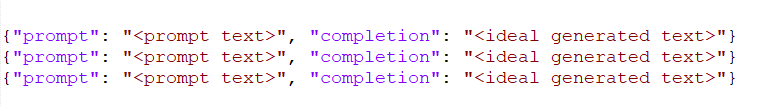 {"prompt": "<prompt text>", "completion": "<ideal generated text>"}
{"prompt": "<prompt text>", "completion": "<ideal generated text>"}
{"prompt": "<prompt text>", "completion": "<ideal generated text>"}